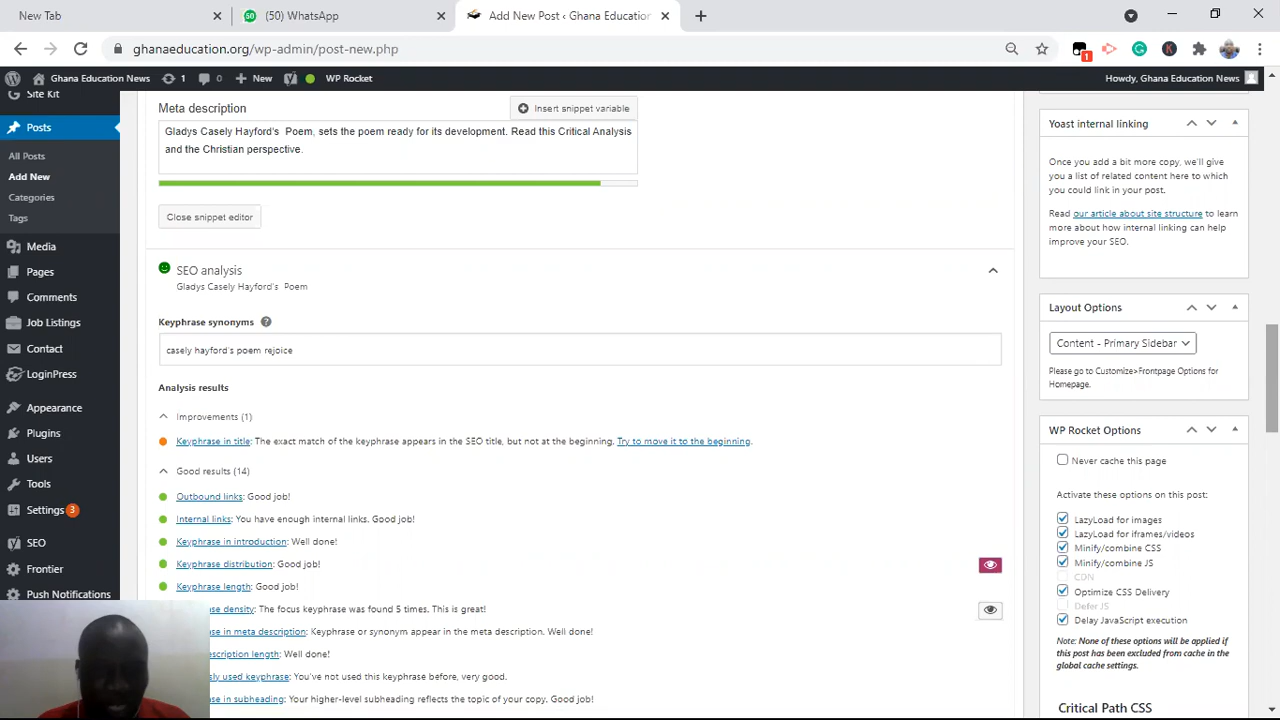 New Tab
(50) WhatsApp
Add New Post ‹ Ghana Education
ghanaeducation.org/wp-admin/post-new.php
1
Ghana Education News
1
0
New
WP Rocket
Howdy, Ghana Education News
Site Kit
Posts
All Posts
Add New
Categories
Tags
Media
Pages
Comments
Job Listings
Contact
LoginPress
Appearance
Plugins
Users
Tools
Settings 3
SEO
Frontier
Push Notifications
Meta description
Insert snippet variable
Gladys Casely Hayford's Poem, sets the poem ready for its development. Read this Critical Analysis
and the Christian perspective.
Close snippet editor
SEO analysis
Gladys Casely Hayford's Poem
Keyphrase synonyms
casely hayford's poem rejoice
Analysis results
Improvements (1)
Keyphrase in title: The exact match of the keyphrase appears in the SEO title, but not at the beginning. Try to move it to the beginning.
Good results (14)
Outbound links: Good job!
Internal links: You have enough internal links. Good job!
Keyphrase in introduction: Well done!
Keyphrase distribution: Good job!
Keyphrase length: Good job!
ase density: The focus keyphrase was found 5 times. This is great!
ase in meta description: Keyphrase or synonym appear in the meta description. Well done!
escription length: Well done!
sly used keyphrase: You've not used this keyphrase before, very good.
ase in subheading: Your higher-level subheading reflects the topic of your copy. Good job!
Yoast internal linking
Once you add a bit more copy, we'll give
you a list of related content here to which
you could link in your post.
Read our article about site structure to learn
more about how internal linking can help
improve your SEO.
Layout Options
Content - Primary Sidebar
Please go to Customize>Frontpage Options for
Homepage.
WP Rocket Options
Never cache this page
Activate these options on this post:
LazyLoad for images
LazyLoad for iframes/videos
Minify/combine CSS
Minify/combine JS
CDN
Optimize CSS Delivery
Defer JS
Delay JavaScript execution
Note: None of these options will be applied if
this post has been excluded from cache in the
global cache settings.
Critical Path CSS